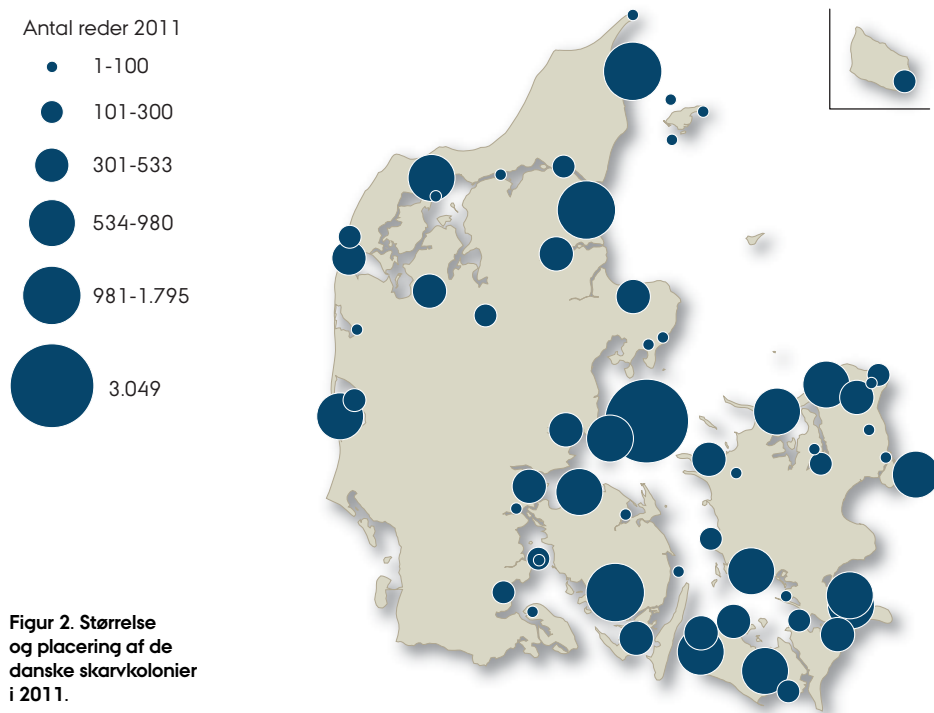 Antal reder 2011
1-100
101-300
301-533
534-980
981-1.795
3.049
Figur 2. Størrelse
og placering af de
danske skarvkolonier
i 2011.